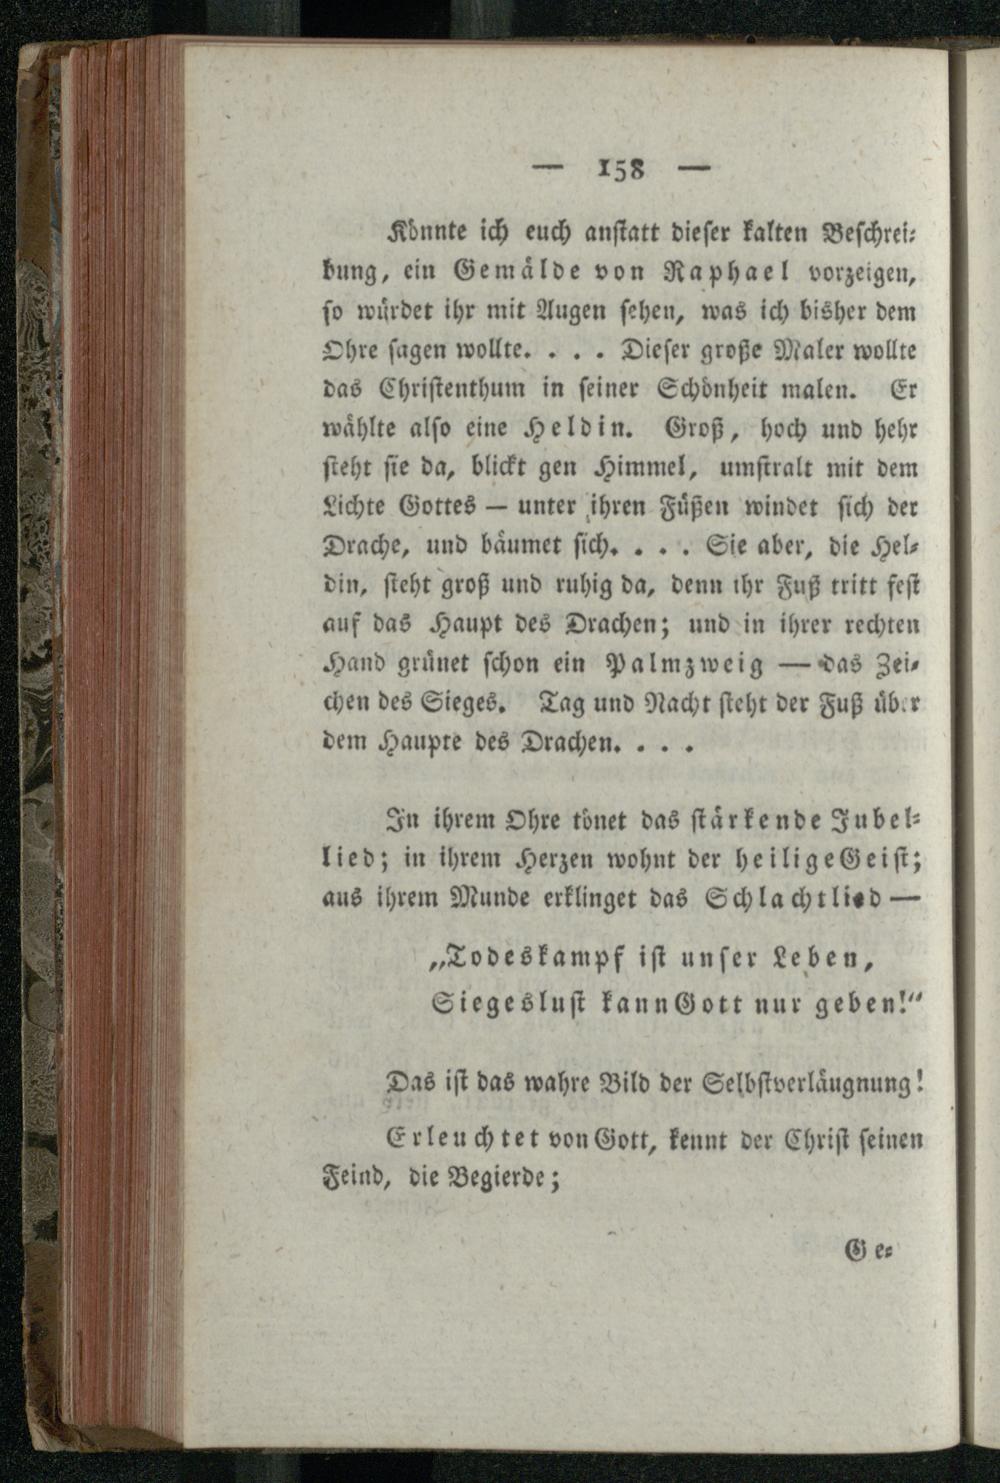 — 158 —
Könnte ich euch anstatt dieser kalten Beschrei-
bung, ein Gemälde von Raphael vorzeigen,
so würdet ihr mit Augen sehen, was ich bisher dem
Ohre sagen wollte. . . . Dieser große Maler wollte
das Christenthum in seiner Schönheit malen. Er
wählte also eine Heldin. Groß, hoch und hehr
steht sie da, blickt gen Himmel, umstralt mit dem
Lichte Gottes — unter ihren Füßen windet sich der
Drache, und bäumet sich. . . . Sie aber, die Hel-
din, steht groß und ruhig da, denn ihr Fuß tritt fest
auf das Haupt des Drachen; und in ihrer rechten
Hand grünet schon ein Palmzweig — das Zei-
chen des Sieges. Tag und Nacht steht der Fuß über
dem Haupte des Drachen. . . .
In ihrem Ohre tönet das stärkende Jubel-
lied; in ihrem Herzen wohnt der heilige Geist;
aus ihrem Munde erklinget das Schlachtlied —
„Todeskampf ist unser Leben,
Siegeslust kann Gott nur geben!“
Das ist das wahre Bild der Selbstverläugnung!
Erleuchtet von Gott, kennt der Christ seinen
Feind, die Begierde;
Ge-